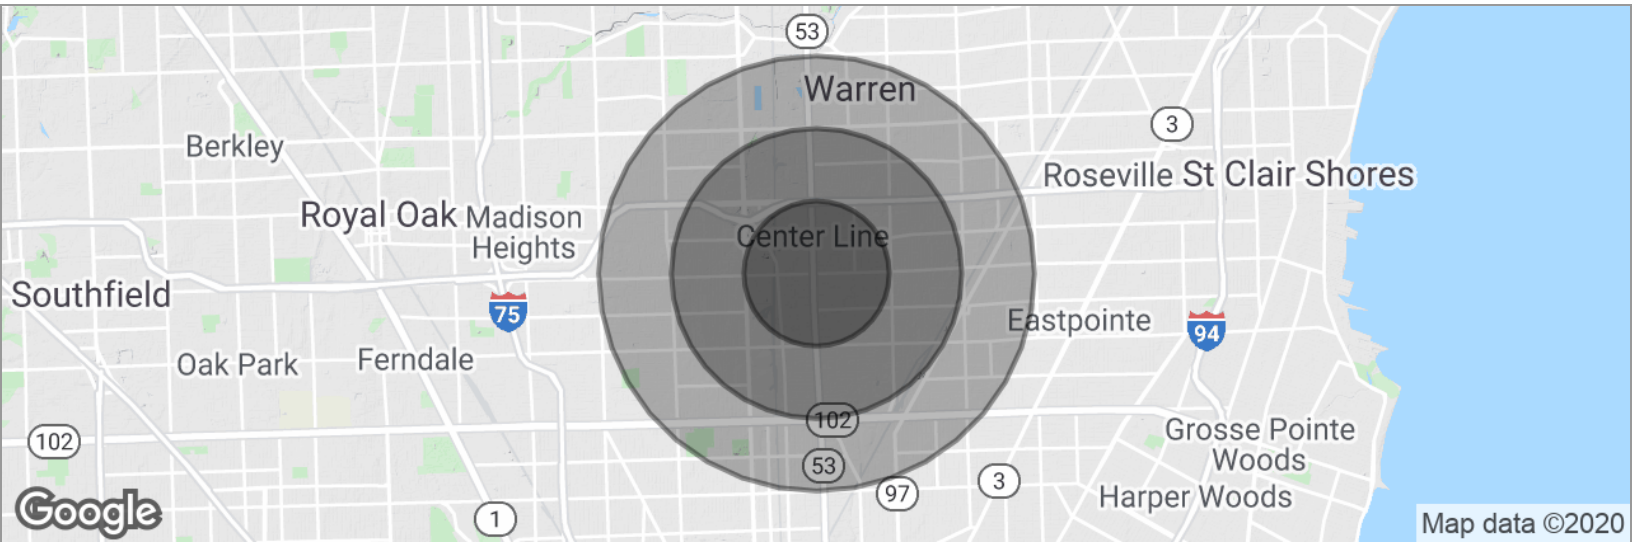 53
Warren
3
Berkley
Roseville
St Clair Shores
Royal Oak
Madison
Heights
Center Line
Southfield
75
Eastpointe
94
Oak Park
Ferndale
102
102
Grosse Pointe
Woods
53
3
97
Harper Woods
1
Google
Map data ©2020